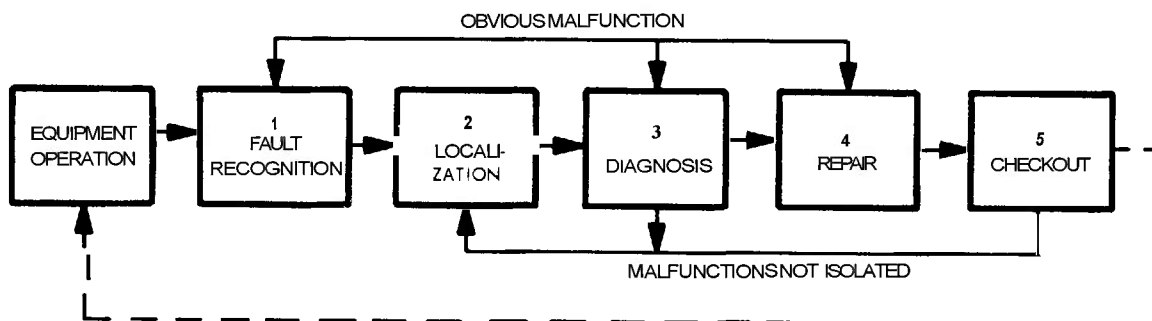 OBVIOUS MALFUNCTION
EQUIPMENT
OPERATION
1
FAULT
RECOGNITION
2
LOCALI-
ZATION
3
DIAGNOSIS
4
REPAIR
5
CHECKOUT
MALFUNCTIONS NOT ISOLATED